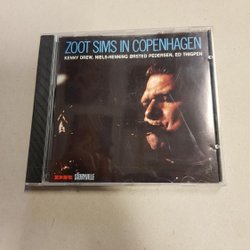 ZOOT SIMS IN COPENHAGEN
KENNY DREW, NIELS-HENNING ØRSTED PEDERSEN, ED THIGPEN
STORYVILLE